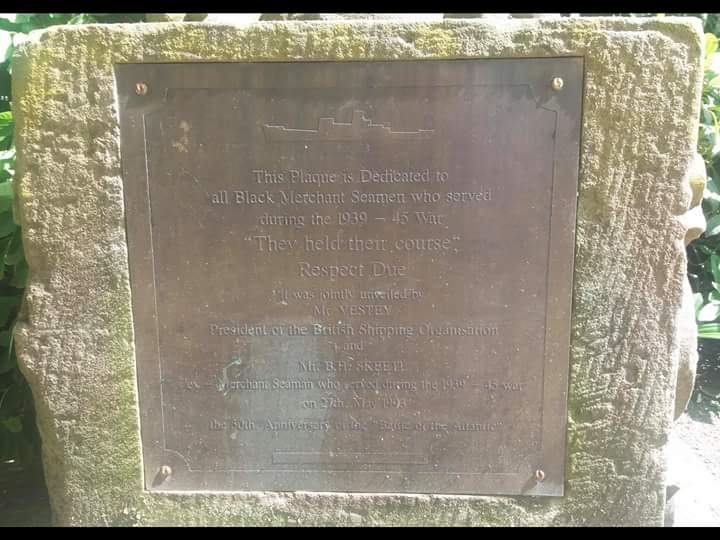 This Plaque is Dedicated to
all Black Merchant Seamen who served
during the 1939 – 45 War
"They held their course"
Respect Due
It was jointly unveiled by
Mr. VESTEY
President of the British Shipping Organisation
and
Mr. B.H. SKEETE
ex – Merchant Seaman who served during the 1939 – 45 war
on 27th May 1993
the 50th Anniversary of the "Battle of the Atlantic"